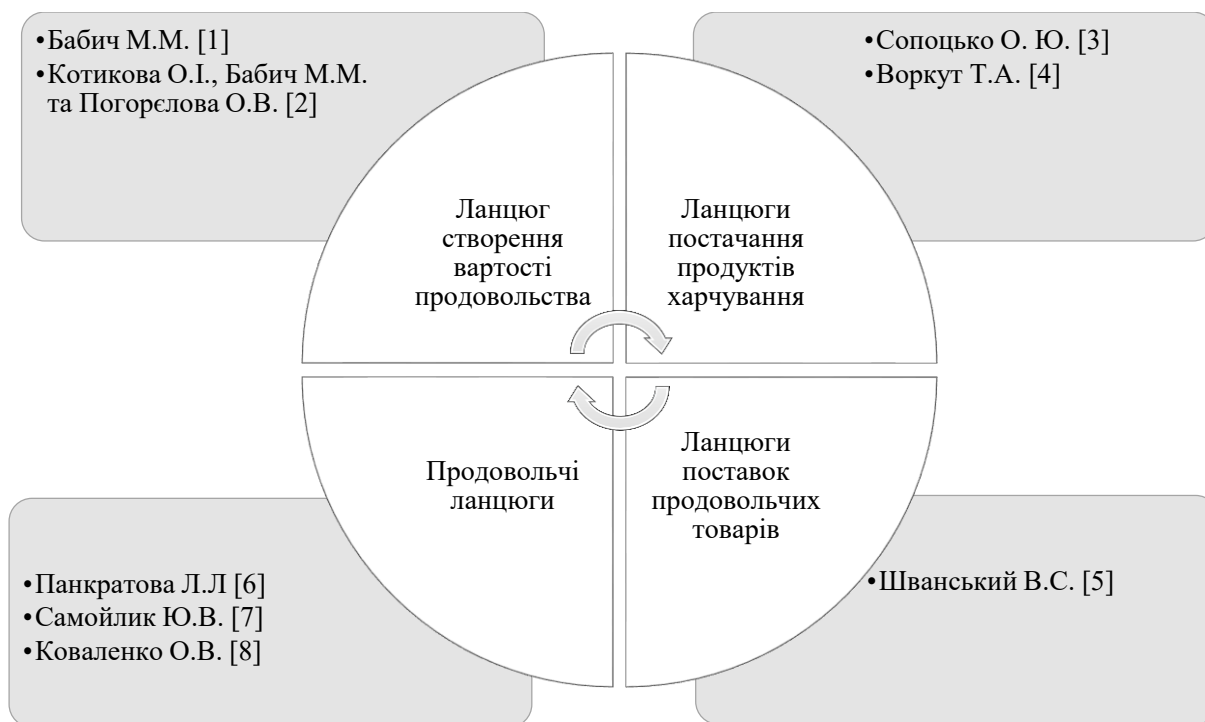 •Бабич М.М. [1]
•Котикова О.І., Бабич М.М.
та Погорєлова О.В. [2]
•Сопоцько О. Ю. [3]
•Воркут Т.А. [4]
Ланцюг
створення
вартості
продовольства
Ланцюги
постачання
продуктів
харчування
Продовольчі
ланцюги
Ланцюги
поставок
продовольчих
товарів
•Панкратова Л.Л [6]
•Самойлик Ю.В. [7]
•Коваленко О.В. [8]
•Шванський В.С. [5]